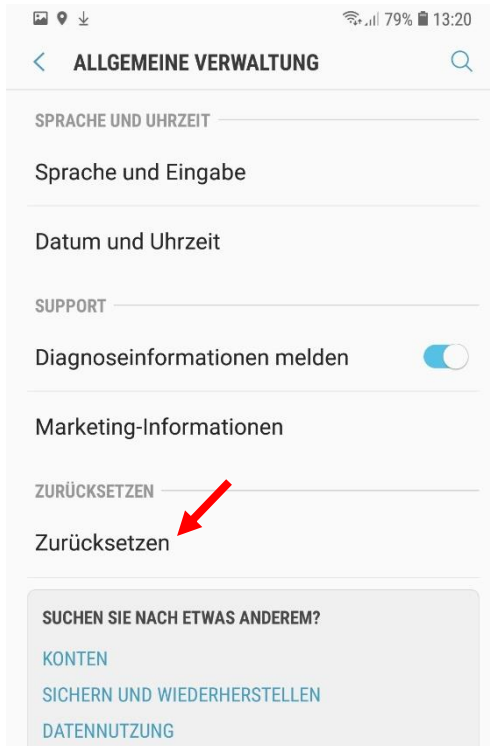 79% 13:20
ALLGEMEINE VERWALTUNG
SPRACHE UND UHRZEIT
Sprache und Eingabe
Datum und Uhrzeit
SUPPORT
Diagnoseinformationen melden
Marketing-Informationen
ZURÜCKSETZEN
Zurücksetzen
SUCHEN SIE NACH ETWAS ANDEREM?
KONTEN
SICHERN UND WIEDERHERSTELLEN
DATENNUTZUNG